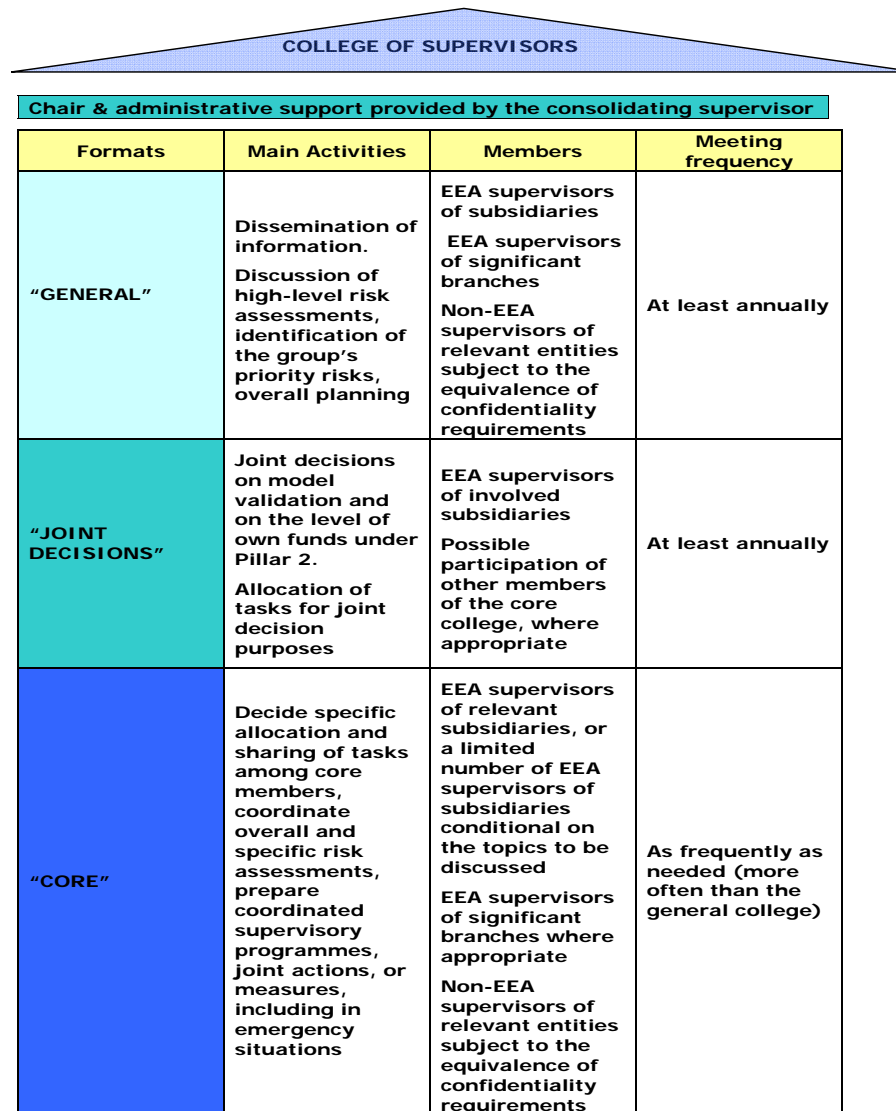 COLLEGE OF SUPERVISORS
Chair & administrative support provided by the consolidating supervisor
Formats
Main Activities
Members
Meeting
frequency
“GENERAL”
Dissemination of
information.
Discussion of
high-level risk
assessments,
identification of
the group’s
priority risks,
overall planning
EEA supervisors
of subsidiaries
EEA supervisors
of significant
branches
Non-EEA
supervisors of
relevant entities
subject to the
equivalence of
confidentiality
requirements
At least annually
“JOINT
DECISIONS”
Joint decisions
on model
validation and
on the level of
own funds under
Pillar 2.
Allocation of
tasks for joint
decision
purposes
EEA supervisors
of involved
subsidiaries
Possible
participation of
other members
of the core
college, where
appropriate
At least annually
“CORE”
Decide specific
allocation and
sharing of tasks
among core
members,
coordinate
overall and
specific risk
assessments,
prepare
coordinated
supervisory
programmes,
joint actions, or
measures,
including in
emergency
situations
EEA supervisors
of relevant
subsidiaries, or
a limited
number of EEA
supervisors of
subsidiaries
conditional on
the topics to be
discussed
EEA supervisors
of significant
branches where
appropriate
Non-EEA
supervisors of
relevant entities
subject to the
equivalence of
confidentiality
requirements
As frequently as
needed (more
often than the
general college)